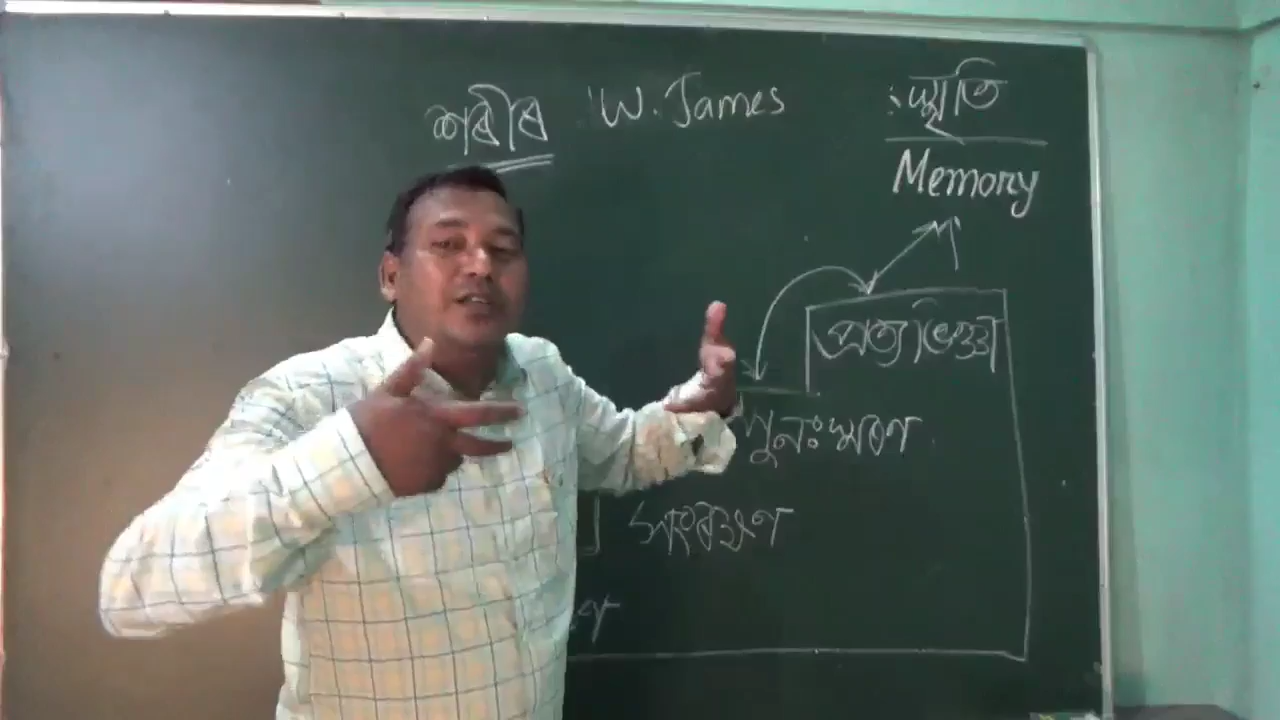 শৰীৰ W. James স্মৃতি
Memory
প্ৰত্যভিজ্ঞা
পুনঃস্মৰণ
সংৰক্ষণ